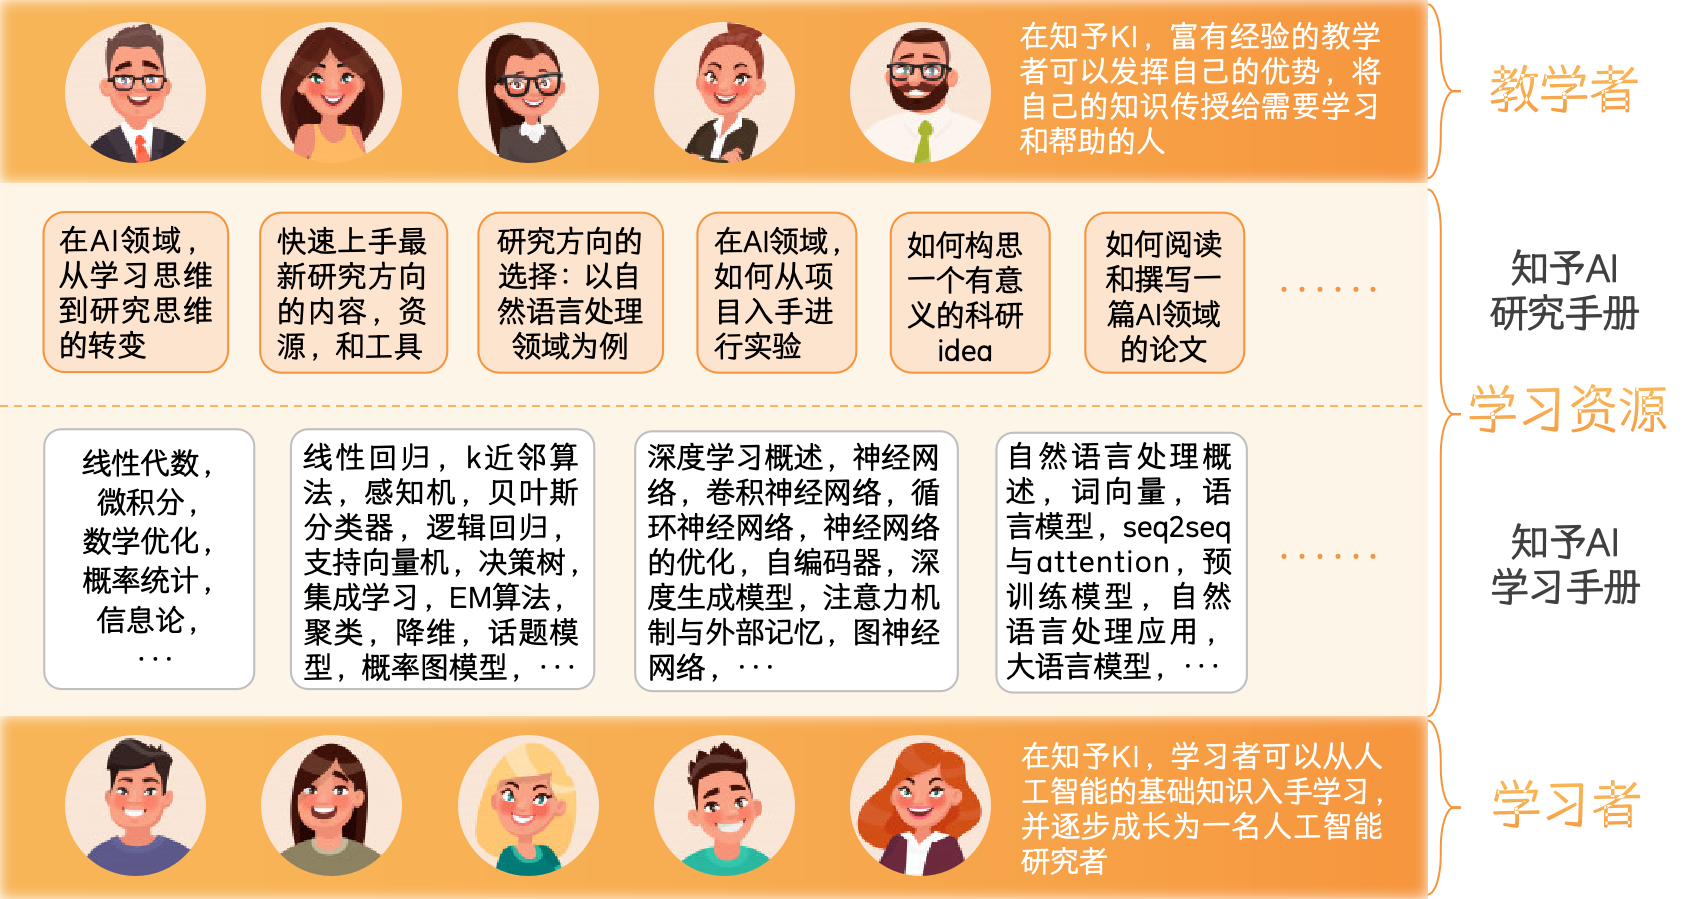 在知予KI，富有经验的教学
者可以发挥自己的优势，将
自己的知识传授给需要学习
和帮助的人
教学者
在AI领域，
从学习思维
到研究思维
的转变
快速上手最
新研究方向
的内容，资
源，和工具
研究方向的
选择：以自
然语言处理
领域为例
在AI领域，
如何从项
目入手进
行实验
如何构思
一个有意
义的科研
idea
如何阅读
和撰写一
篇AI领域
的论文
······
知予AI
研究手册
学习资源
线性代数，
微积分，
数学优化，
概率统计，
信息论，
···
线性回归，k近邻算
法，感知机，贝叶斯
分类器，逻辑回归，
支持向量机，决策树，
集成学习，EM算法，
聚类，降维，话题模
型，概率图模型，···
深度学习概述，神经网
络，卷积神经网络，循
环神经网络，神经网络
的优化，自编码器，深
度生成模型，注意力机
制与外部记忆，图神经
网络，···
自然语言处理概
述，词向量，语
言模型，seq2seq
与attention，预
训练模型，自然
语言处理应用，
大语言模型，···
······
知予AI
学习手册
在知予KI，学习者可以从人
工智能的基础知识入手学习，
并逐步成长为一名人工智能
研究者
学习者